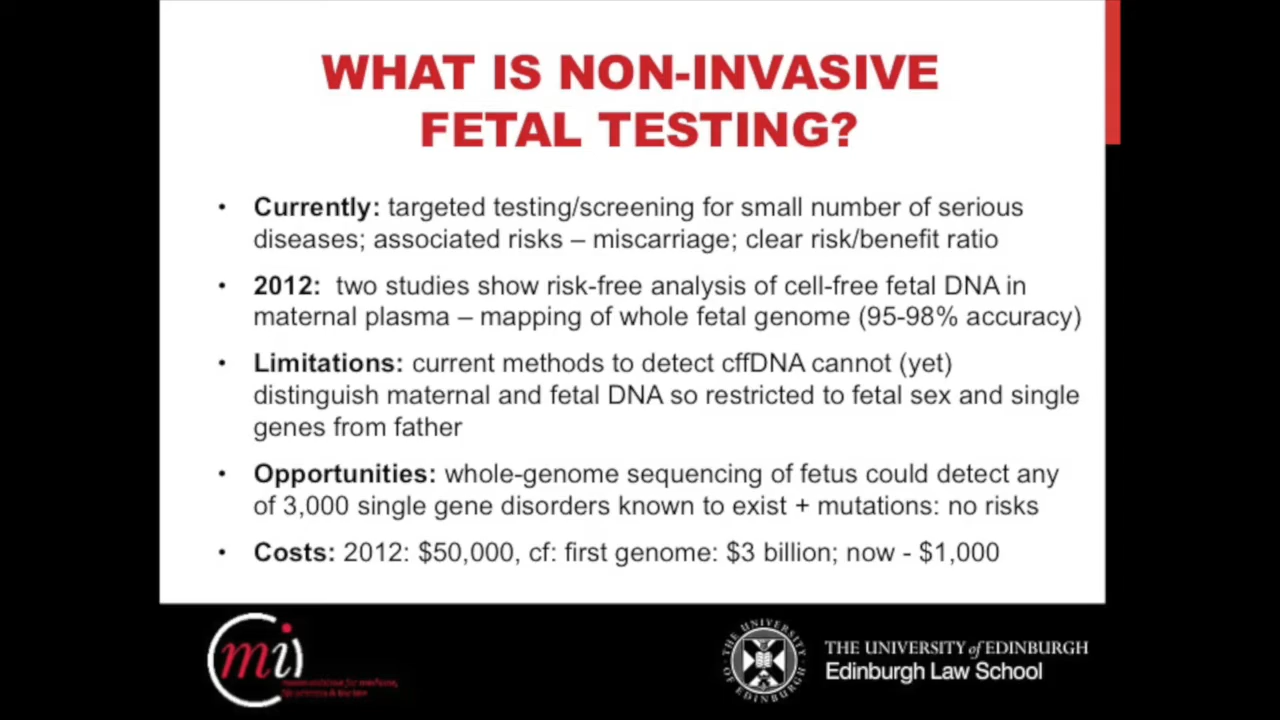 WHAT IS NON-INVASIVE
FETAL TESTING?
• Currently: targeted testing/screening for small number of serious
diseases; associated risks – miscarriage; clear risk/benefit ratio
• 2012:  two studies show risk-free analysis of cell-free fetal DNA in
maternal plasma – mapping of whole fetal genome (95-98% accuracy)
• Limitations: current methods to detect cffDNA cannot (yet)
distinguish maternal and fetal DNA so restricted to fetal sex and single
genes from father
• Opportunities: whole-genome sequencing of fetus could detect any
of 3,000 single gene disorders known to exist + mutations: no risks
• Costs: 2012: $50,000, cf: first genome: $3 billion; now - $1,000
mi
THE UNIVERSITY OF EDINBURGH
THE UNIVERSITY of EDINBURGH
Edinburgh Law School